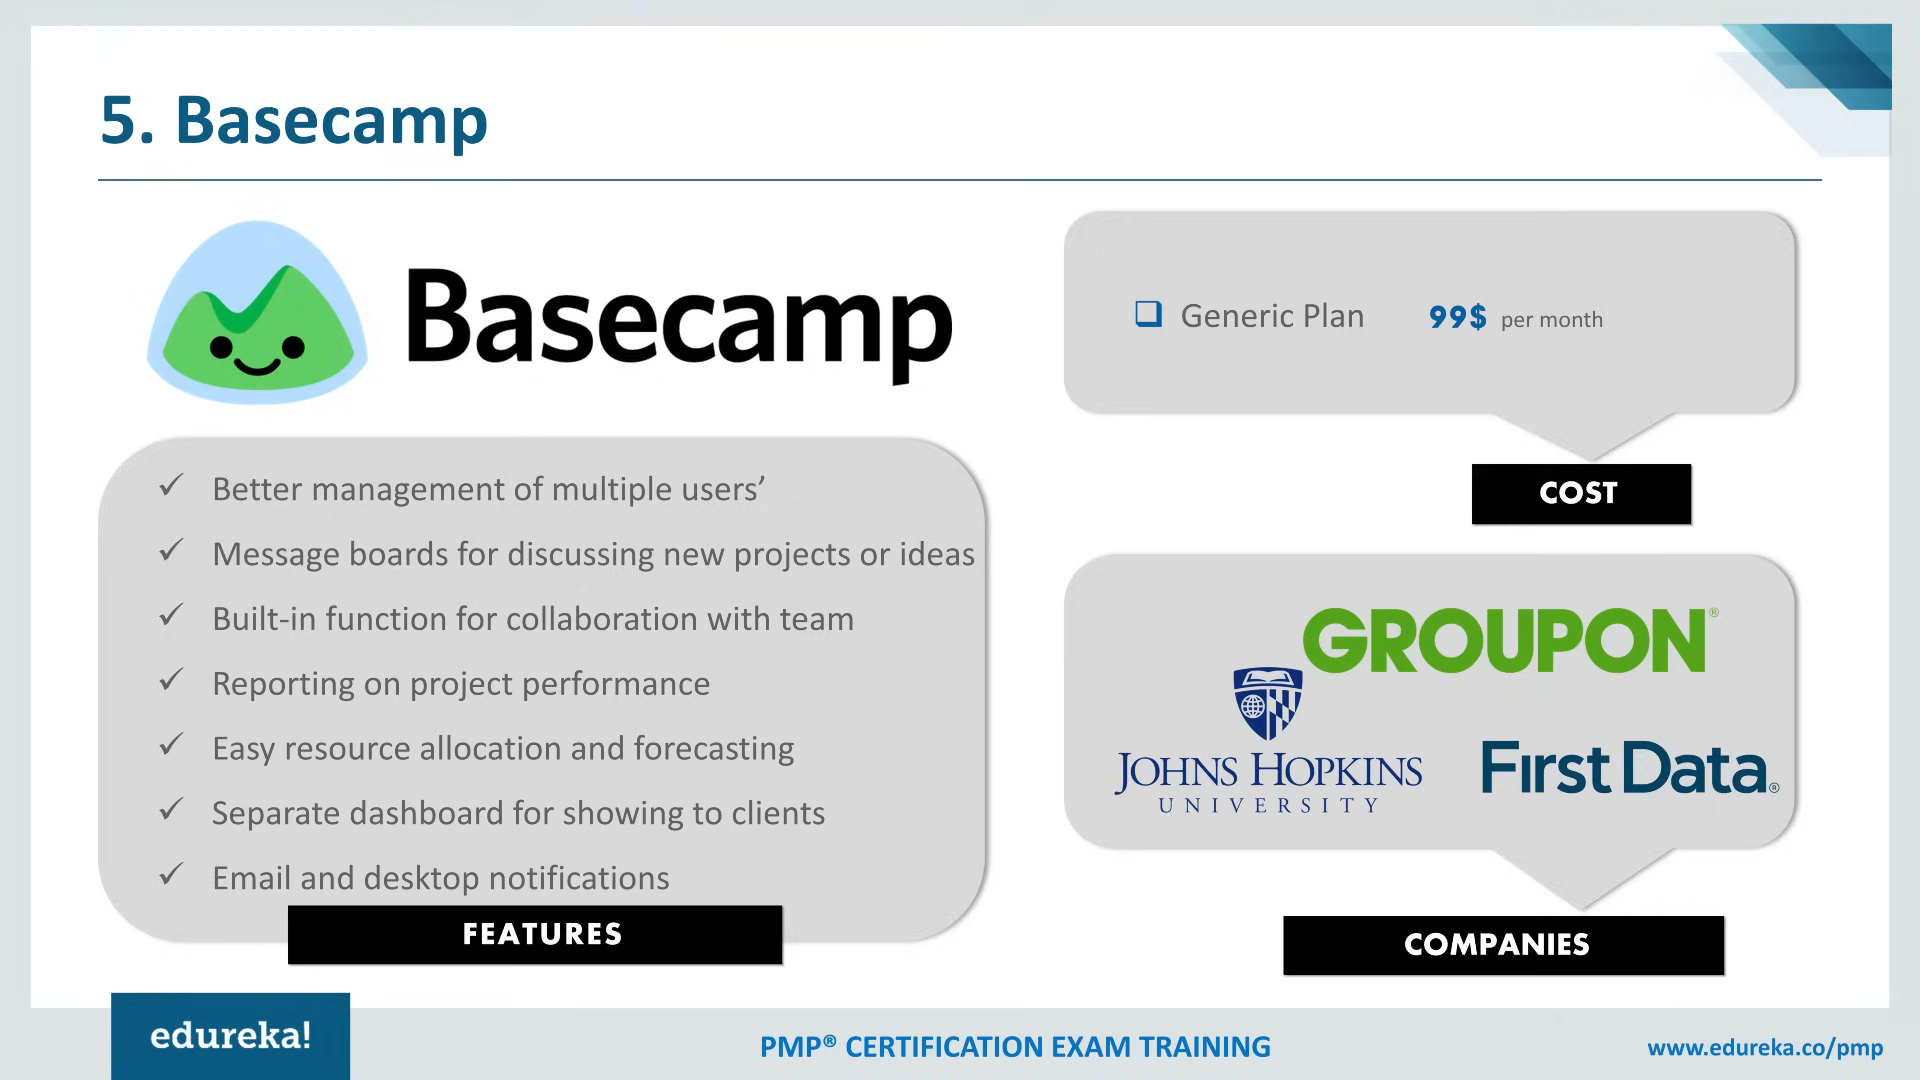 5. Basecamp
Basecamp
✓ Better management of multiple users’
✓ Message boards for discussing new projects or ideas
✓ Built-in function for collaboration with team
✓ Reporting on project performance
✓ Easy resource allocation and forecasting
✓ Separate dashboard for showing to clients
✓ Email and desktop notifications
FEATURES
❑ Generic Plan 99$ per month
COST
GROUPON®
JOHNS HOPKINS
UNIVERSITY
First Data®
COMPANIES
edureka!
PMP® CERTIFICATION EXAM TRAINING
www.edureka.co/pmp